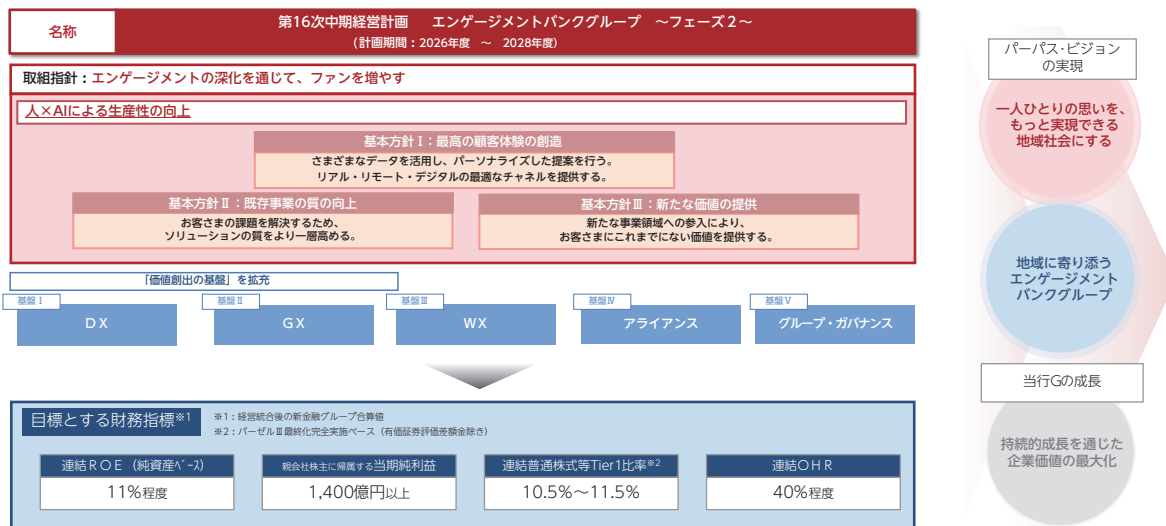 名称
第16次中期経営計画　エンゲージメントバンクグループ　～フェーズ２～
(計画期間：2026年度　～　2028年度)
取組指針：エンゲージメントの深化を通じて、ファンを増やす
人×AIによる生産性の向上
基本方針Ⅰ：最高の顧客体験の創造
さまざまなデータを活用し、パーソナライズした提案を行う。
リアル・リモート・デジタルの最適なチャネルを提供する。
基本方針Ⅱ：既存事業の質の向上
お客さまの課題を解決するため、
ソリューションの質をより一層高める。
基本方針Ⅲ：新たな価値の提供
新たな事業領域への参入により、
お客さまにこれまでにない価値を提供する。
「価値創出の基盤」を拡充
基盤Ⅰ
ＤＸ
基盤Ⅱ
ＧＸ
基盤Ⅲ
ＷＸ
基盤Ⅳ
アライアンス
基盤Ⅴ
グループ・ガバナンス
目標とする財務指標※1
※1：経営統合後の新金融グループ合算値
※2：バーゼルⅢ最終化完全実施ベース（有価証券評価差額金除き）
連結ＲＯＥ（純資産ﾍﾞｰｽ）
11%程度
親会社株主に帰属する当期純利益
1,400億円以上
連結普通株式等Tier1比率※2
10.5%～11.5%
連結ＯＨＲ
40%程度
パーパス・ビジョン
の実現
一人ひとりの思いを、
もっと実現できる
地域社会にする
地域に寄り添う
エンゲージメント
バンクグループ
当行Gの成長
持続的成長を通じた
企業価値の最大化